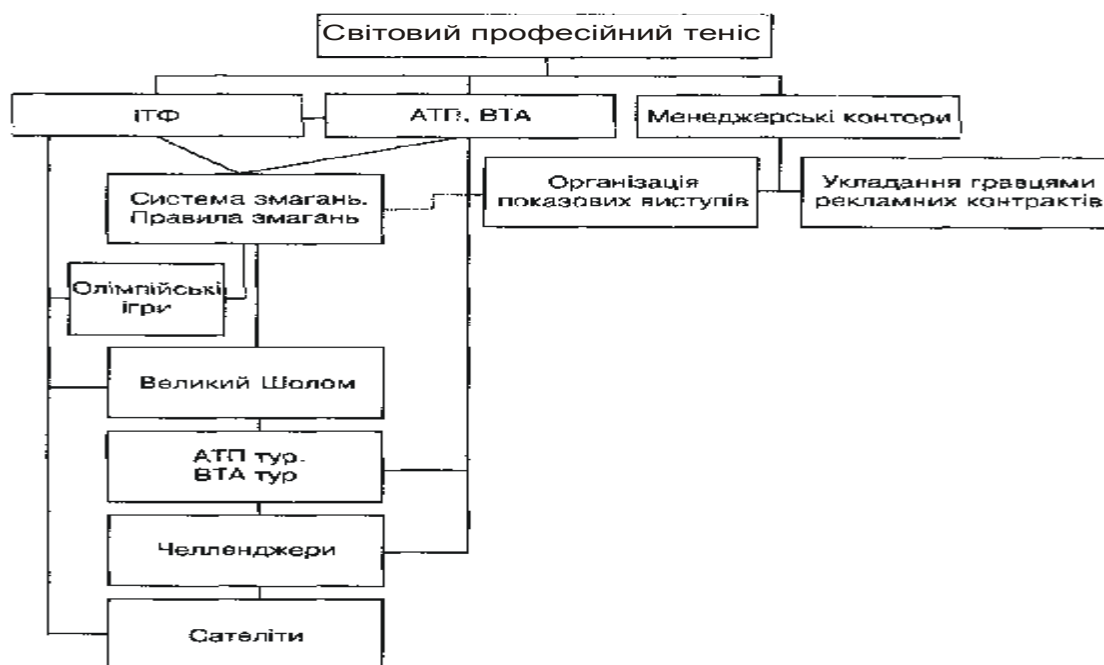 Світовий професійний теніс
ІТФ
АТП, ВТА
Менеджерські контори
Система змагань.
Правила змагань
Організація
показових виступів
Укладання гравцями
рекламних контрактів
Олімпійські
ігри
Великий Шолом
АТП тур.
ВТА тур
Челленджери
Сателіти